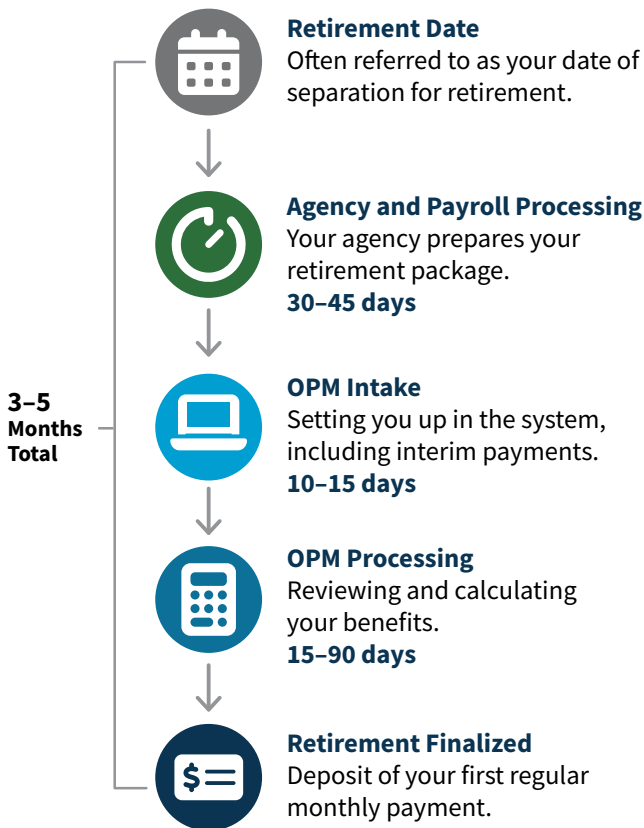 Retirement Date
Often referred to as your date of
separation for retirement.
Agency and Payroll Processing
Your agency prepares your
retirement package.
30–45 days
3–5
Months
Total
OPM Intake
Setting you up in the system,
including interim payments.
10–15 days
OPM Processing
Reviewing and calculating
your benefits.
15–90 days
$
Retirement Finalized
Deposit of your first regular
monthly payment.